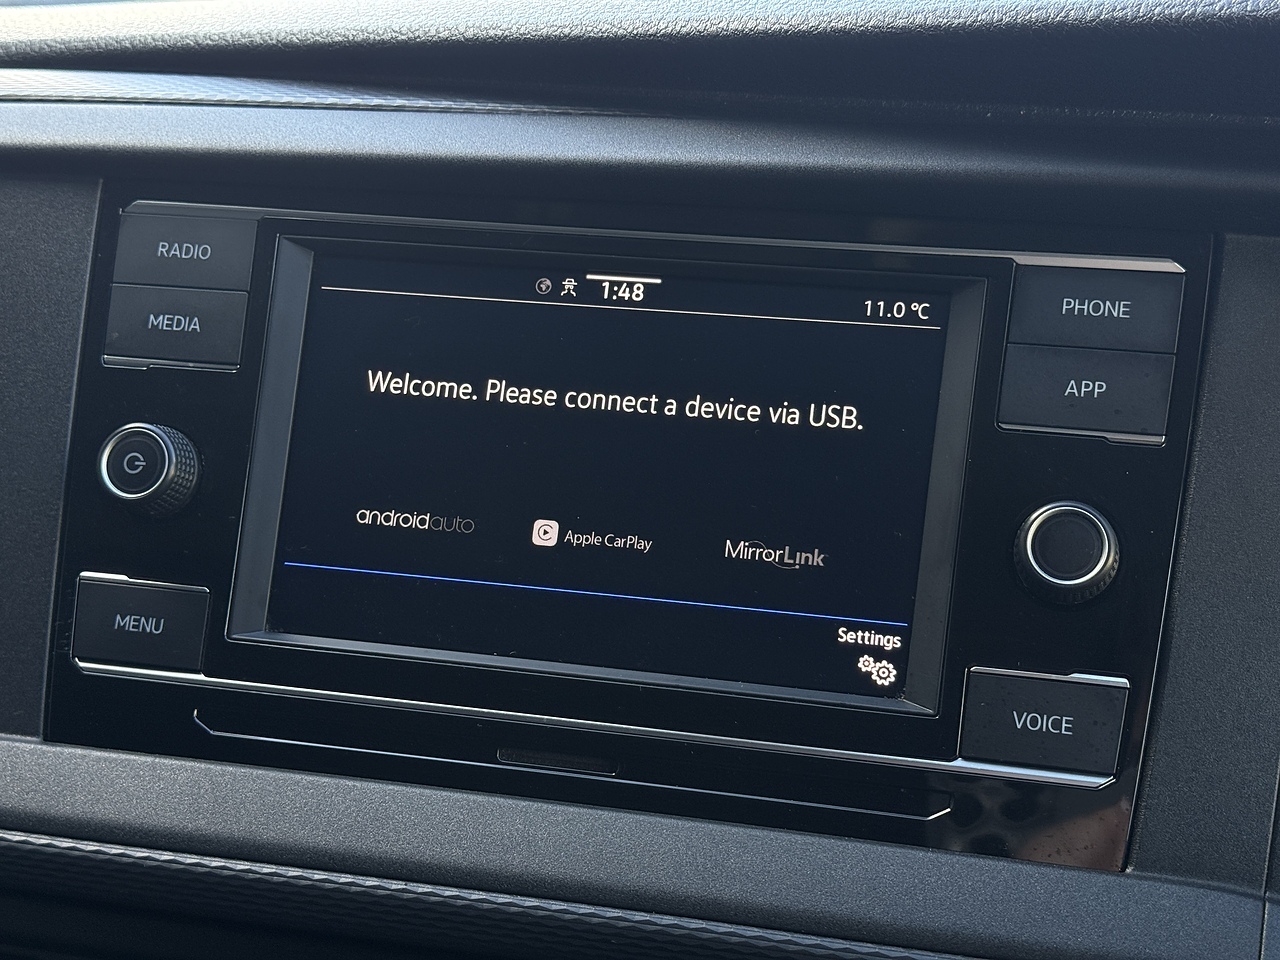 RADIO
MEDIA
MENU
1:48
11.0 °C
Welcome. Please connect a device via USB.
androidauto
Apple CarPlay
MirrorLink
Settings
PHONE
APP
VOICE